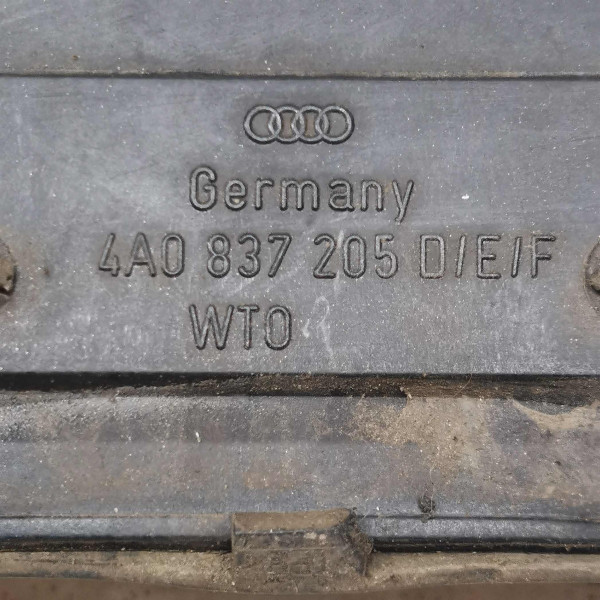 Germany
4A0 837 205 D/E/F
WTO